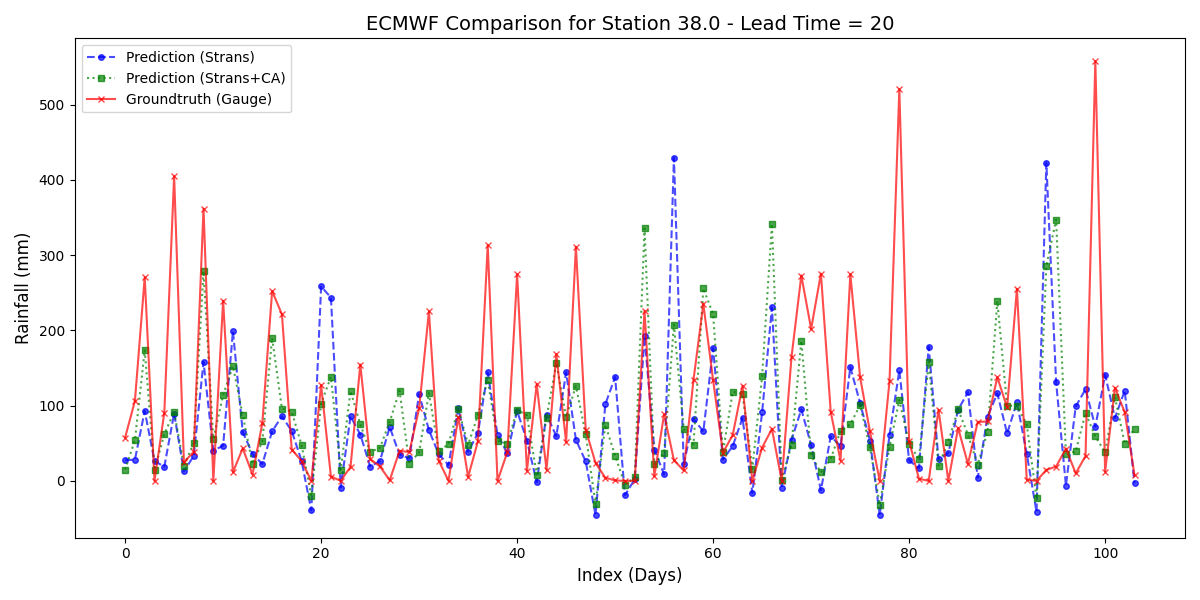 ECMWF Comparison for Station 38.0 - Lead Time = 20
Prediction (Strans)
Prediction (Strans+CA)
Groundtruth (Gauge)
Rainfall (mm)
500
400
300
200
100
0
0 20 40 60 80 100
Index (Days)